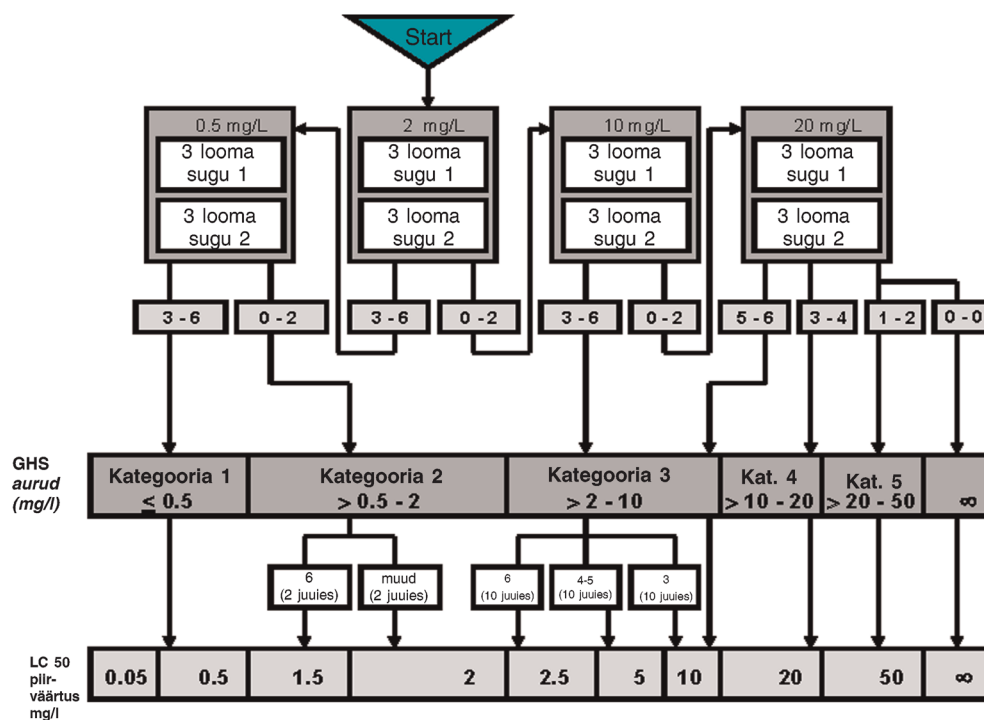 Start
0.5 mg/L
2 mg/L
10 mg/L
20 mg/L
3 looma
sugu 1
3 looma
sugu 1
3 looma
sugu 1
3 looma
sugu 1
3 looma
sugu 2
3 looma
sugu 2
3 looma
sugu 2
3 looma
sugu 2
3 - 6
0 - 2
3 - 6
0 - 2
3 - 6
0 - 2
5 - 6
3 - 4
1 - 2
0 - 0
GHS
aurud
(mg/l)
Kategooria 1
≤ 0.5
Kategooria 2
> 0.5 - 2
Kategooria 3
> 2 - 10
Kat. 4
> 10 - 20
Kat. 5
> 20 - 50
∞
6
(2 juuies)
muud
(2 juuies)
6
(10 juuies)
4-5
(10 juuies)
3
(10 juuies)
LC 50
piir-
väärtus
mg/l
0.05
0.5
1.5
2
2.5
5
10
20
50
∞